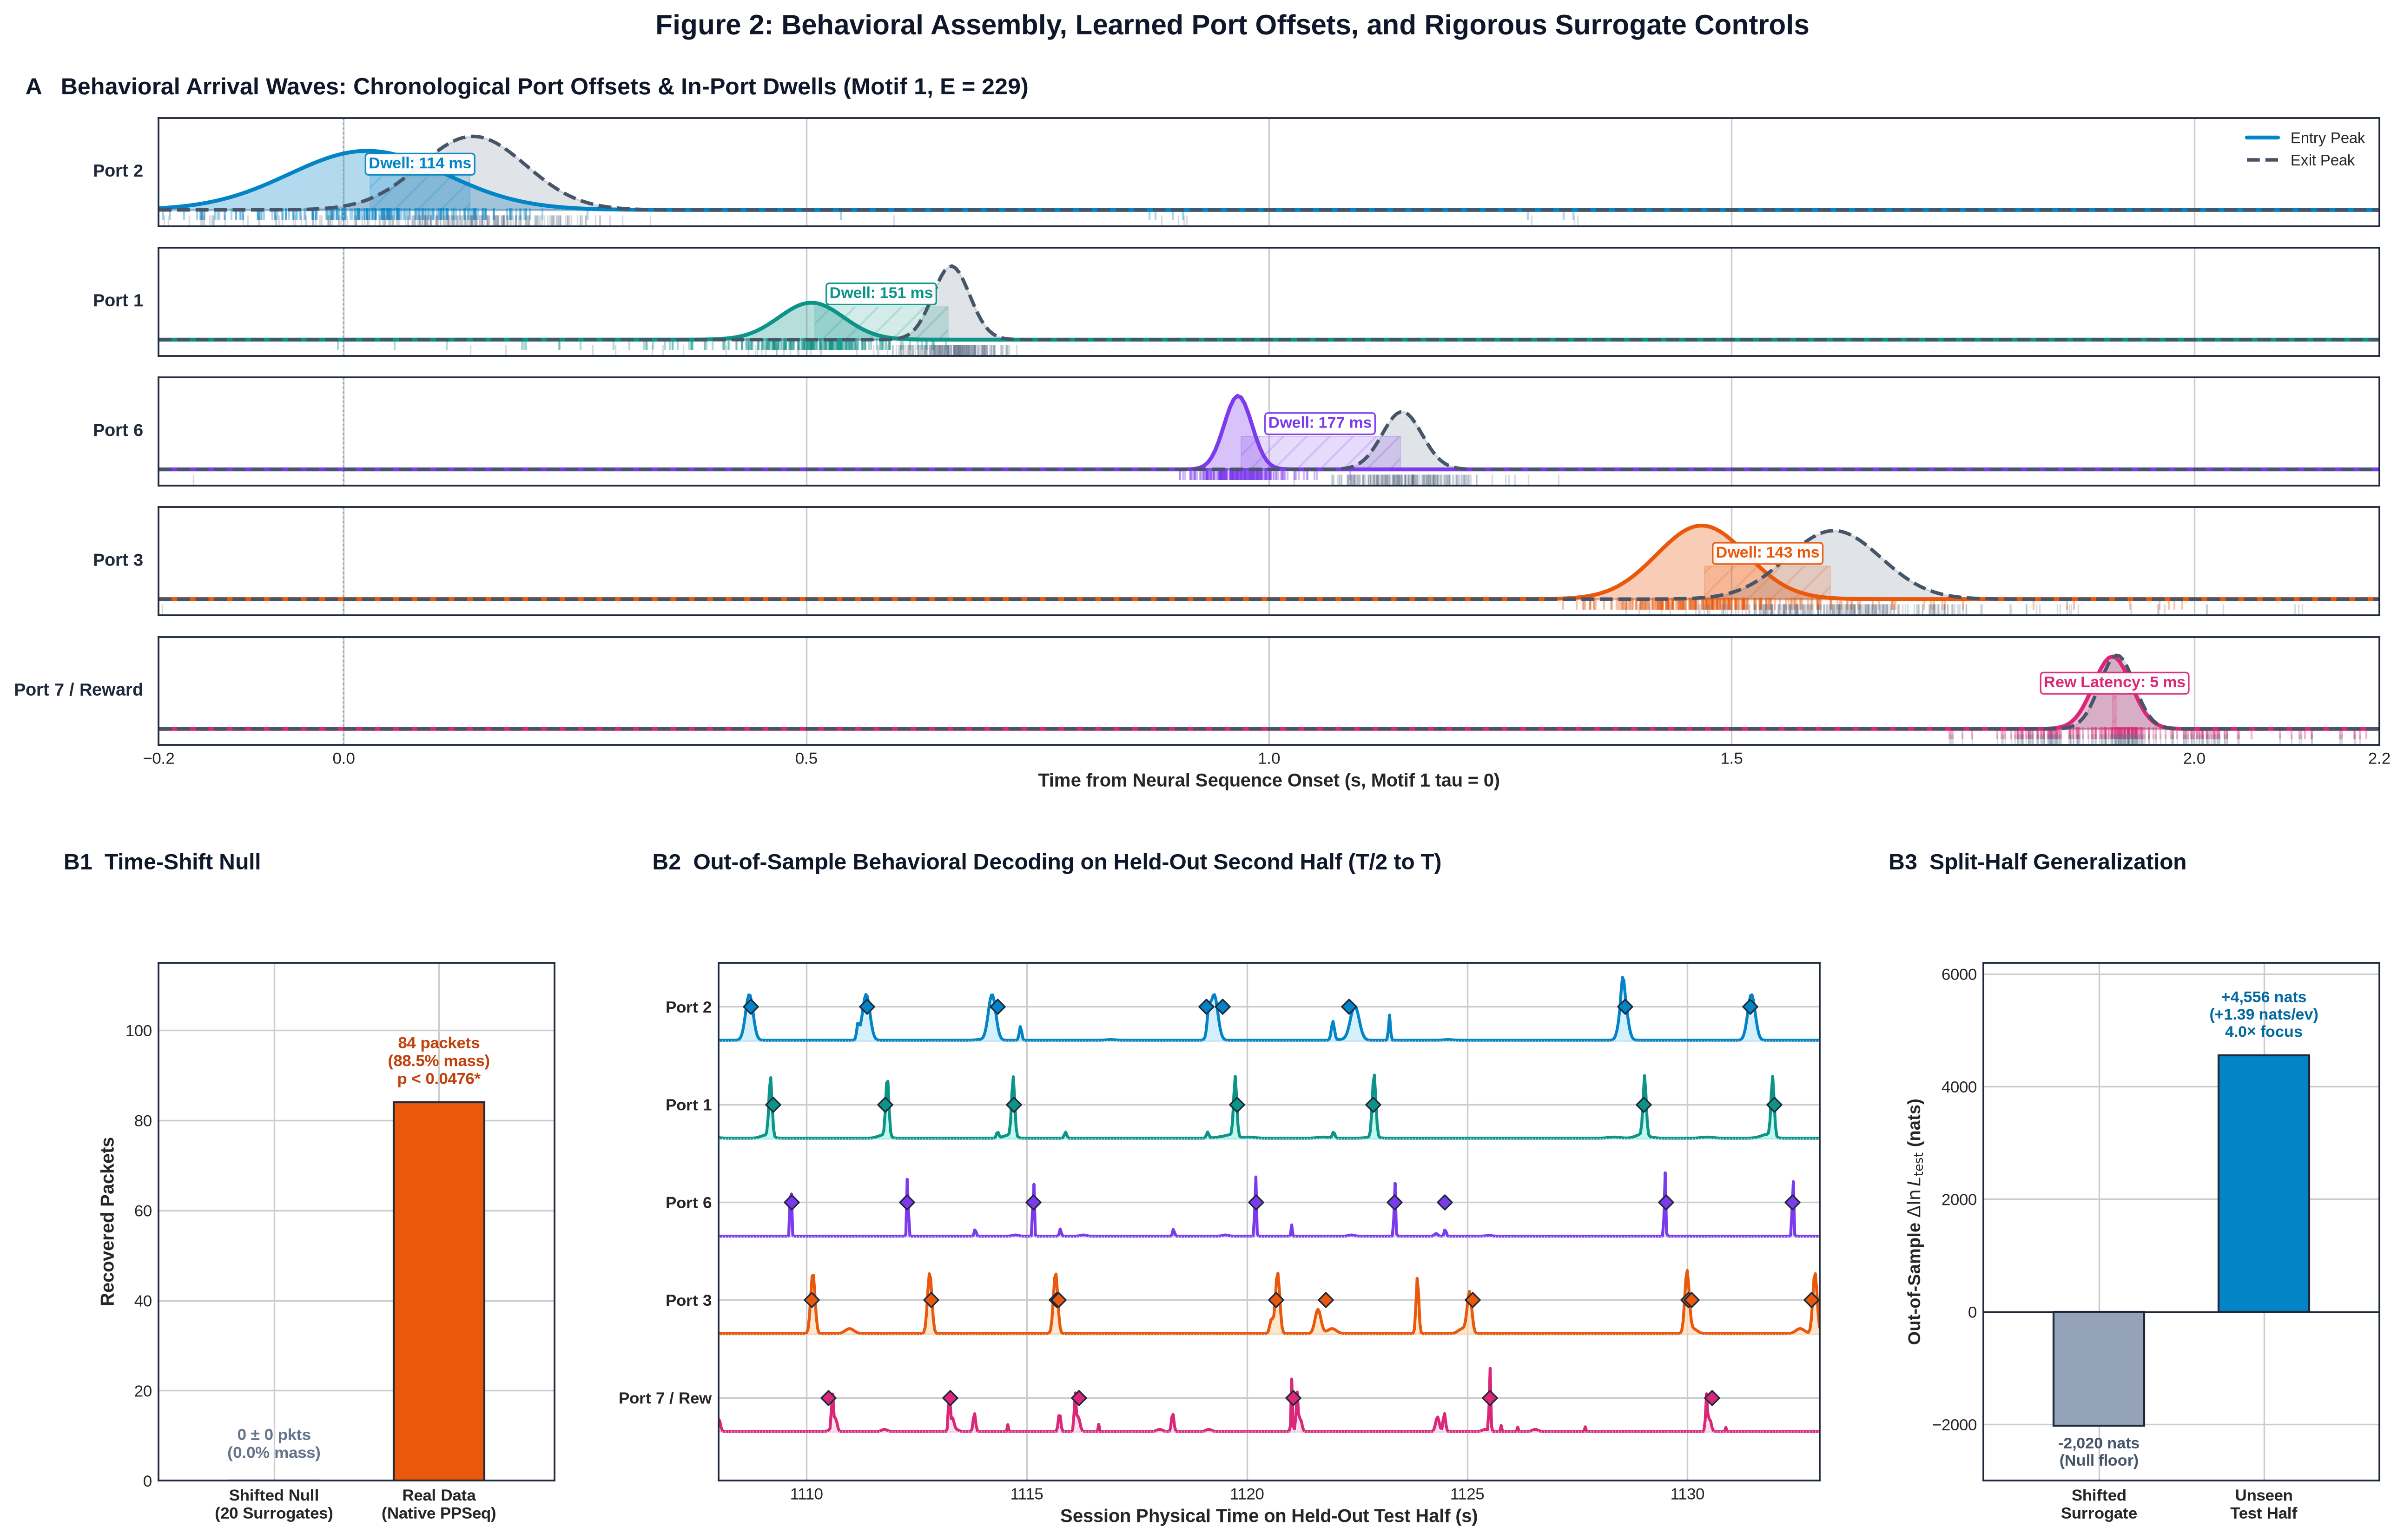 Figure 2: Behavioral Assembly, Learned Port Offsets, and Rigorous Surrogate Controls
A Behavioral Arrival Waves: Chronological Port Offsets & In-Port Dwells (Motif 1, E = 229)
Port 2
Dwell: 114 ms
Entry Peak
Exit Peak
Port 1
Dwell: 151 ms
Port 6
Dwell: 177 ms
Port 3
Dwell: 143 ms
Port 7 / Reward
Rew Latency: 5 ms
−0.2 0.0 0.5 1.0 1.5 2.0 2.2
Time from Neural Sequence Onset (s, Motif 1 tau = 0)
B1 Time-Shift Null
Recovered Packets
100
80
60
40
20
0
84 packets
(88.5% mass)
p < 0.0476*
0 ± 0 pkts
(0.0% mass)
Shifted Null
(20 Surrogates)
Real Data
(Native PPSeq)
B2 Out-of-Sample Behavioral Decoding on Held-Out Second Half (T/2 to T)
Port 2
Port 1
Port 6
Port 3
Port 7 / Rew
1110 1115 1120 1125 1130
Session Physical Time on Held-Out Test Half (s)
B3 Split-Half Generalization
Out-of-Sample Δln L_test (nats)
6000
4000
2000
0
−2000
+4,556 nats
(+1.39 nats/ev)
4.0× focus
-2,020 nats
(Null floor)
Shifted
Surrogate
Unseen
Test Half